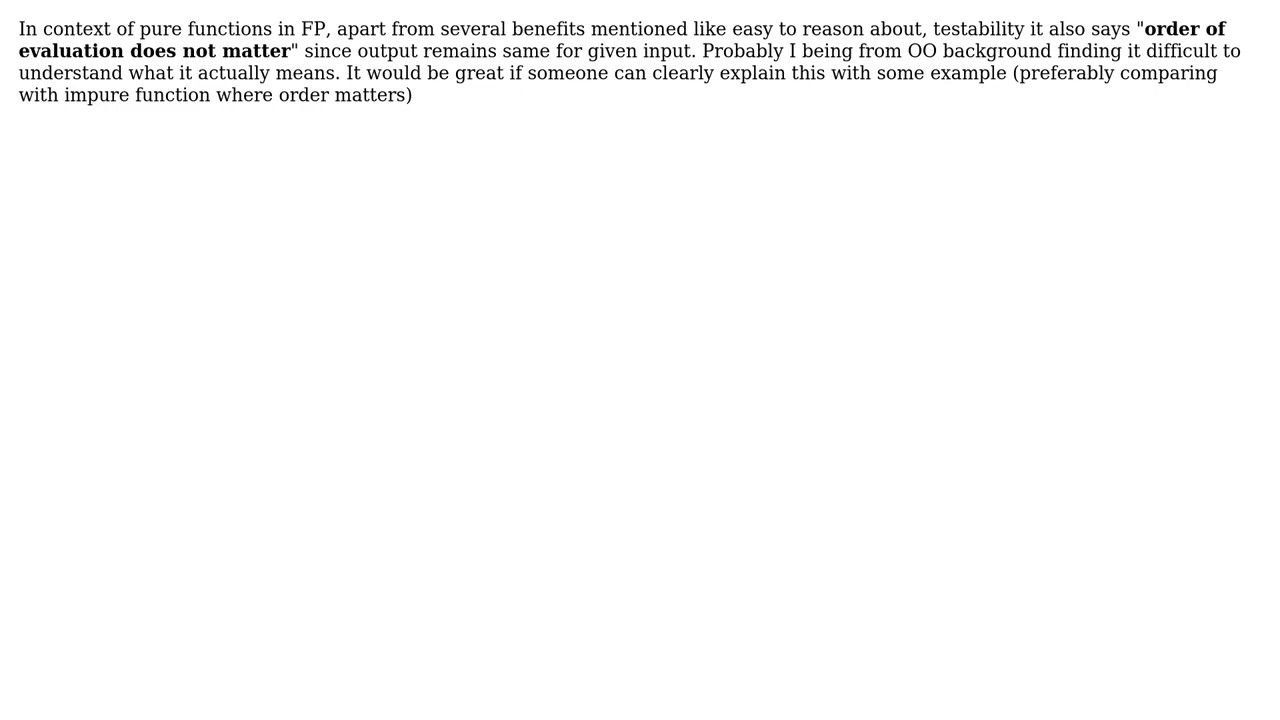 In context of pure functions in FP, apart from several benefits mentioned like easy to reason about, testability it also says "order of
evaluation does not matter" since output remains same for given input. Probably I being from OO background finding it difficult to
understand what it actually means. It would be great if someone can clearly explain this with some example (preferably comparing
with impure function where order matters)